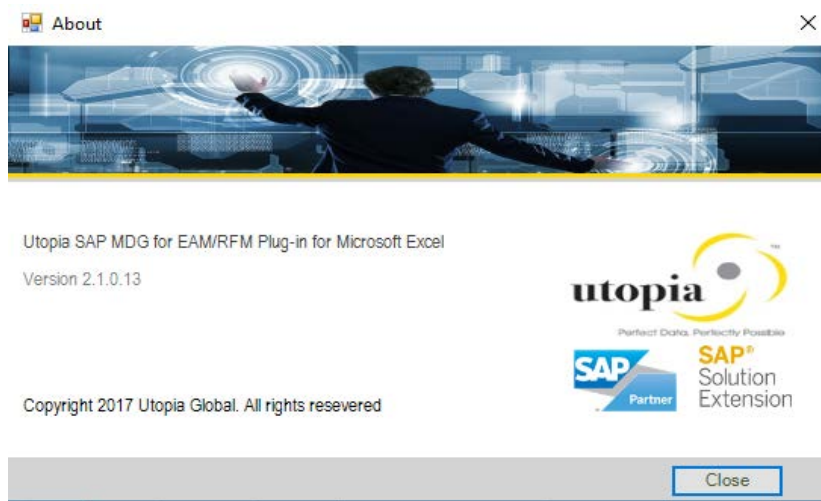 About
Utopia SAP MDG for EAM/RFM Plug-in for Microsoft Excel
Version 2.1.0.13
utopia
™
Perfect Data. Perfectly Possible
SAP
Partner
SAP®
Solution
Extension
Copyright 2017 Utopia Global. All rights resevered
Close